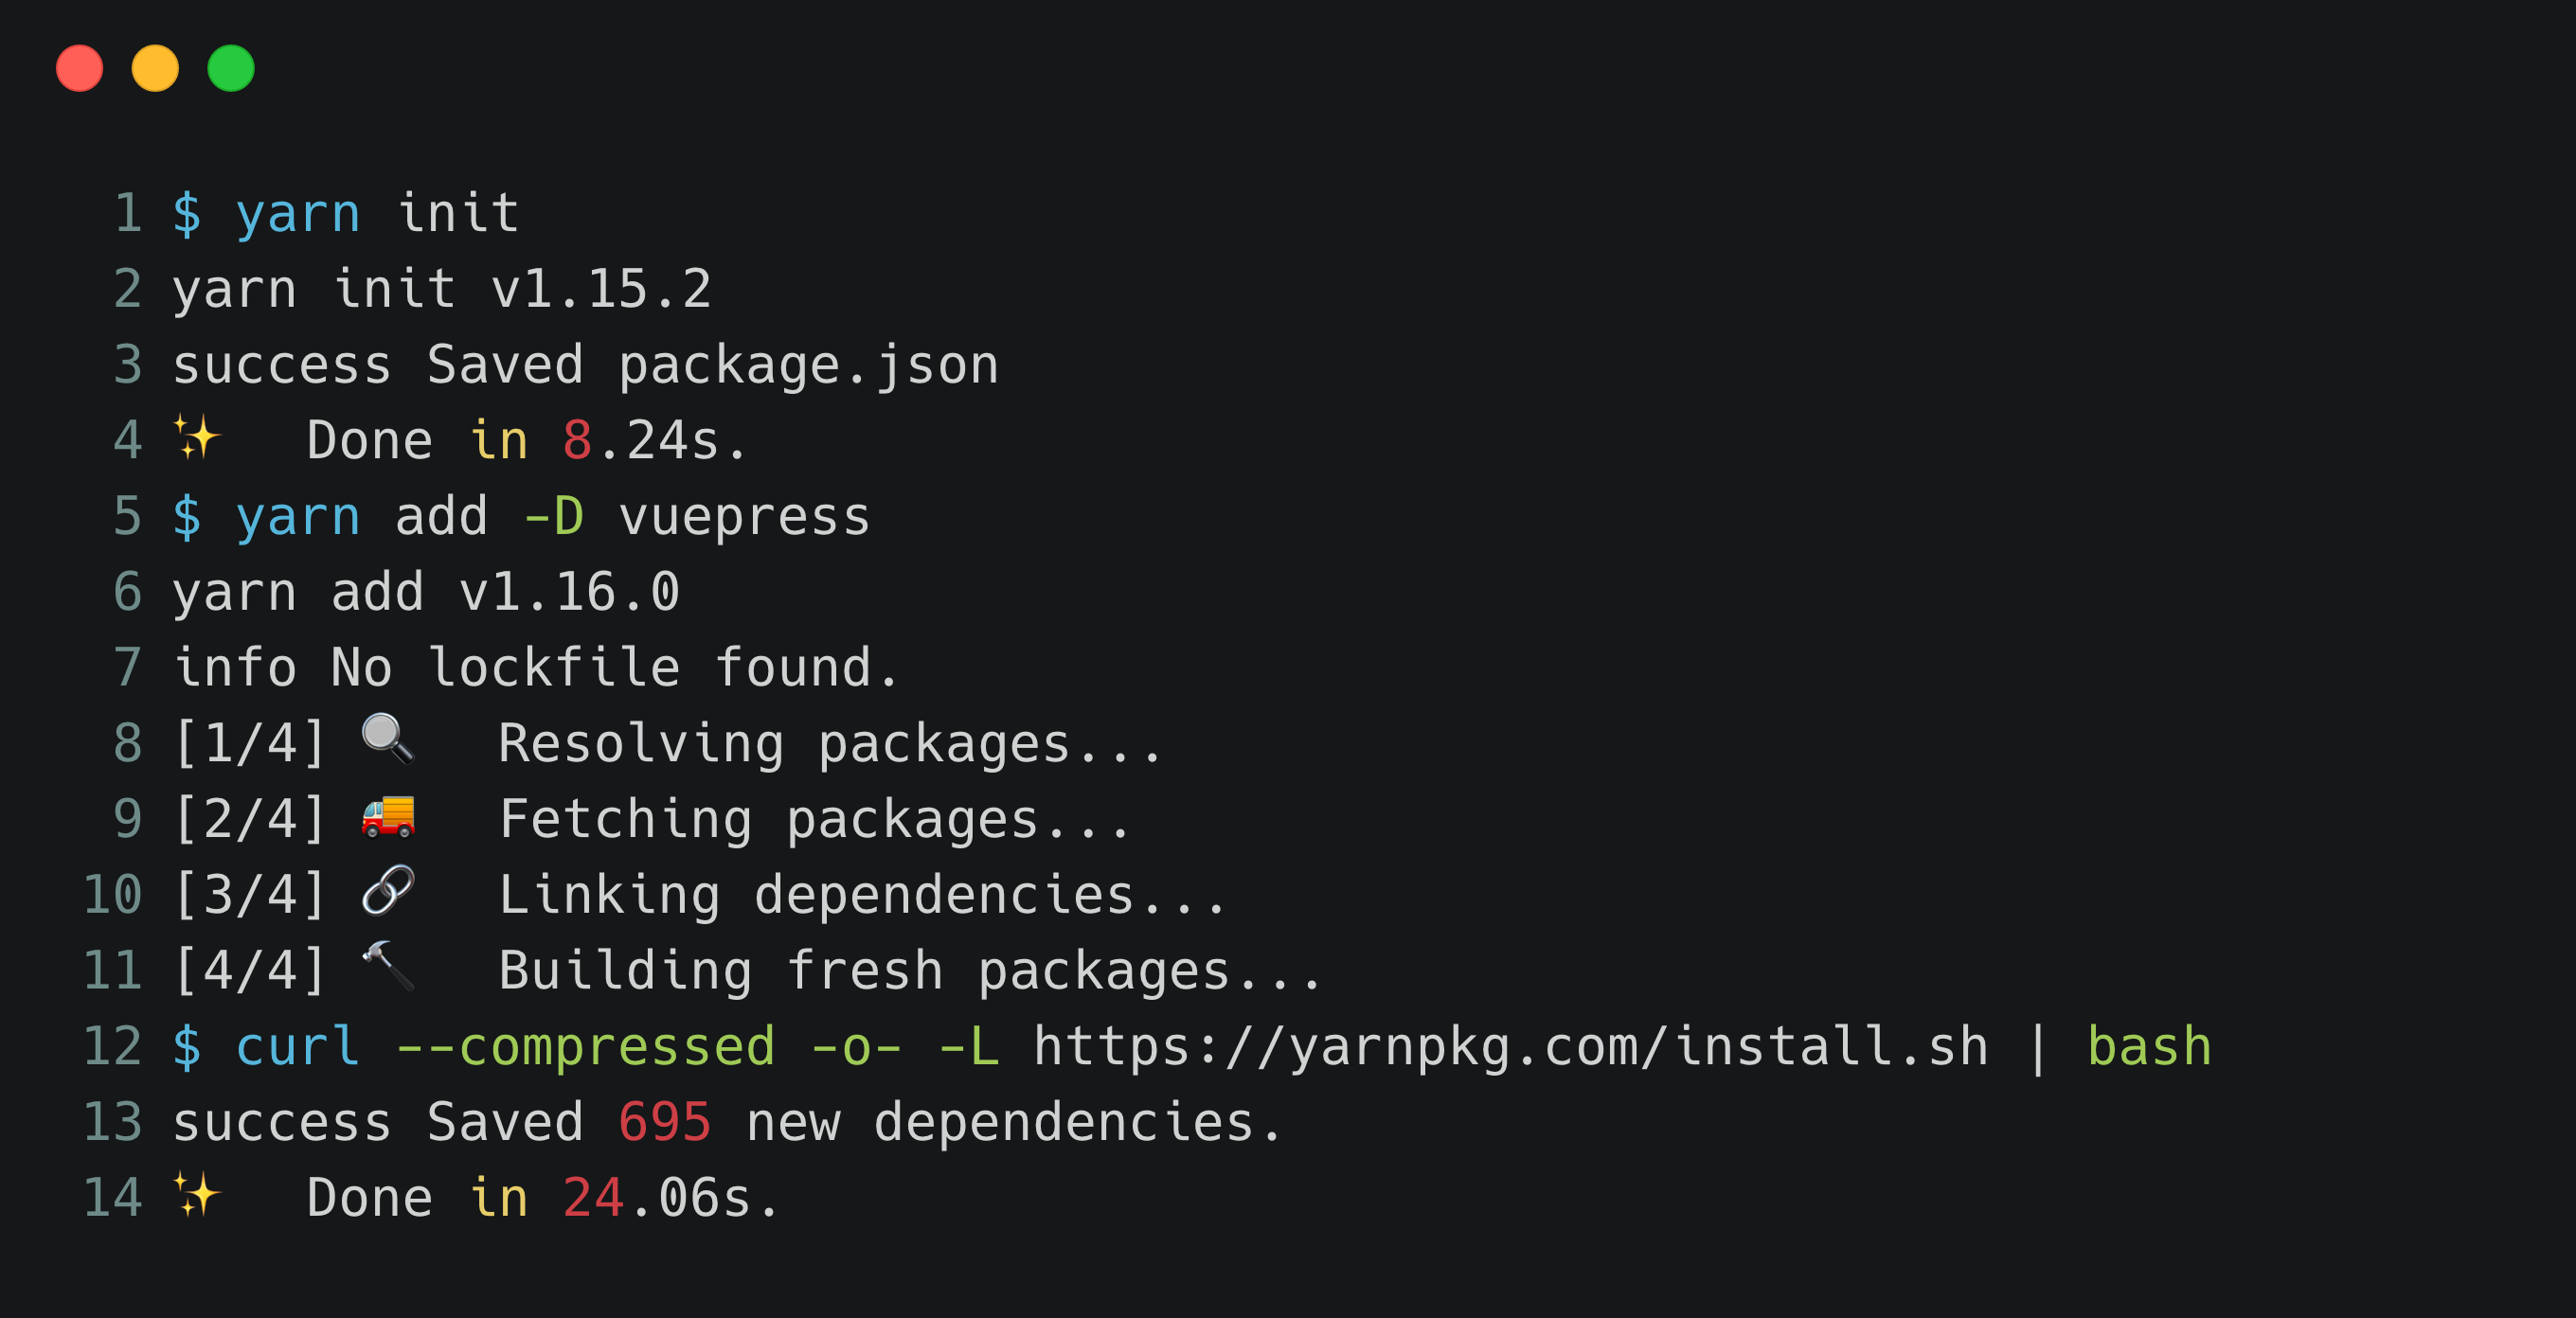 1 $ yarn init
2 yarn init v1.15.2
3 success Saved package.json
4 ✨  Done in 8.24s.
5 $ yarn add -D vuepress
6 yarn add v1.16.0
7 info No lockfile found.
8 [1/4] 🔍  Resolving packages...
9 [2/4] 🚚  Fetching packages...
10 [3/4] 🔗  Linking dependencies...
11 [4/4] 🔨  Building fresh packages...
12 $ curl --compressed -o- -L https://yarnpkg.com/install.sh | bash
13 success Saved 695 new dependencies.
14 ✨  Done in 24.06s.